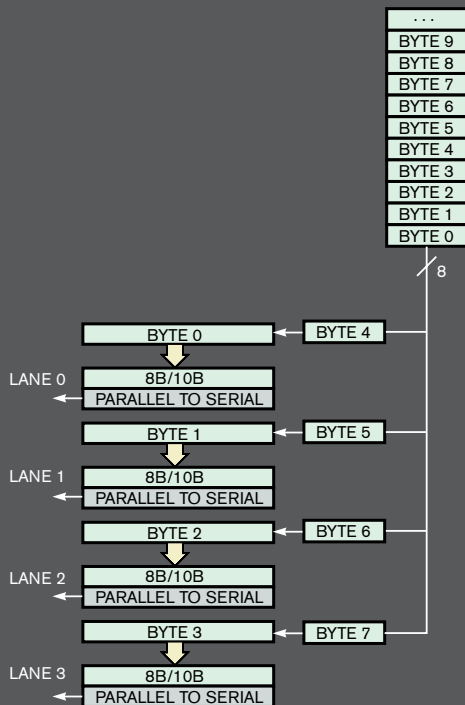 ...
BYTE 9
BYTE 8
BYTE 7
BYTE 6
BYTE 5
BYTE 4
BYTE 3
BYTE 2
BYTE 1
BYTE 0
8
BYTE 0
BYTE 4
LANE 0
8B/10B
PARALLEL TO SERIAL
BYTE 1
BYTE 5
LANE 1
8B/10B
PARALLEL TO SERIAL
BYTE 2
BYTE 6
LANE 2
8B/10B
PARALLEL TO SERIAL
BYTE 3
BYTE 7
LANE 3
8B/10B
PARALLEL TO SERIAL